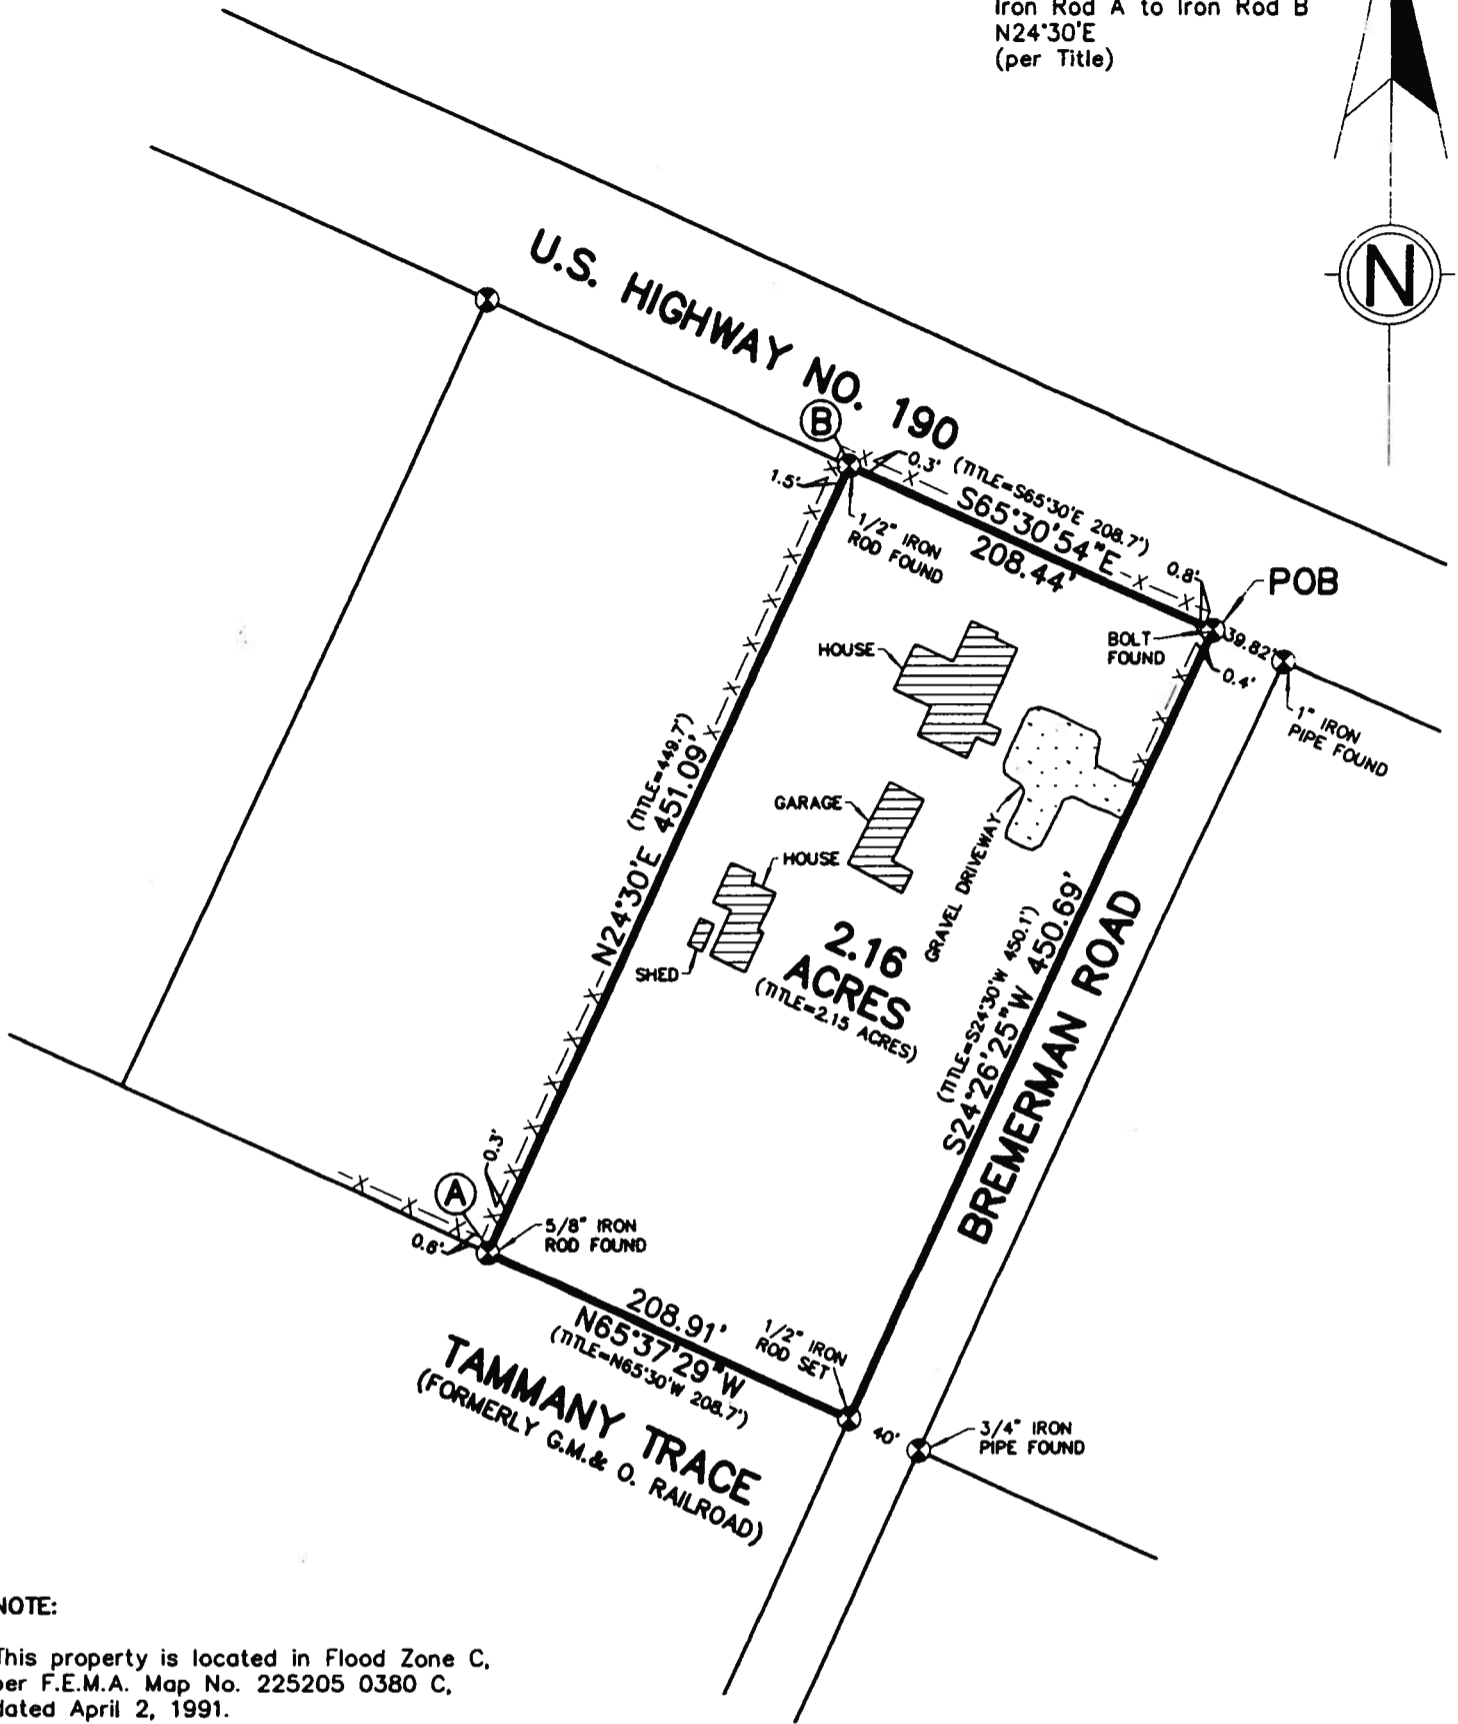 Iron Rod A to Iron Rod B
N24°30'E
(per Title)
N
U.S. HIGHWAY NO. 190
B
1.5'
0.3'
(TITLE=S65°30'E 208.7')
S65°30'54"E
208.44'
0.8'
POB
1/2" IRON
ROD FOUND
BOLT
FOUND
39.82'
0.4'
1" IRON
PIPE FOUND
HOUSE
(TITLE=449.7')
N24°30'E 451.09'
GARAGE
HOUSE
SHED
GRAVEL DRIVEWAY
2.16
ACRES
(TITLE=2.15 ACRES)
(TITLE=S24°30'W 450.1')
S24°26'25"W 450.69'
BREMERMAN ROAD
0.3'
A
0.6'
5/8" IRON
ROD FOUND
208.91'
N65°37'29"W
(TITLE=N65°30'W 208.7')
1/2" IRON
ROD SET
TAMMANY TRACE
(FORMERLY G.M.& O. RAILROAD)
40'
3/4" IRON
PIPE FOUND
NOTE:
This property is located in Flood Zone C,
per F.E.M.A. Map No. 225205 0380 C,
dated April 2, 1991.